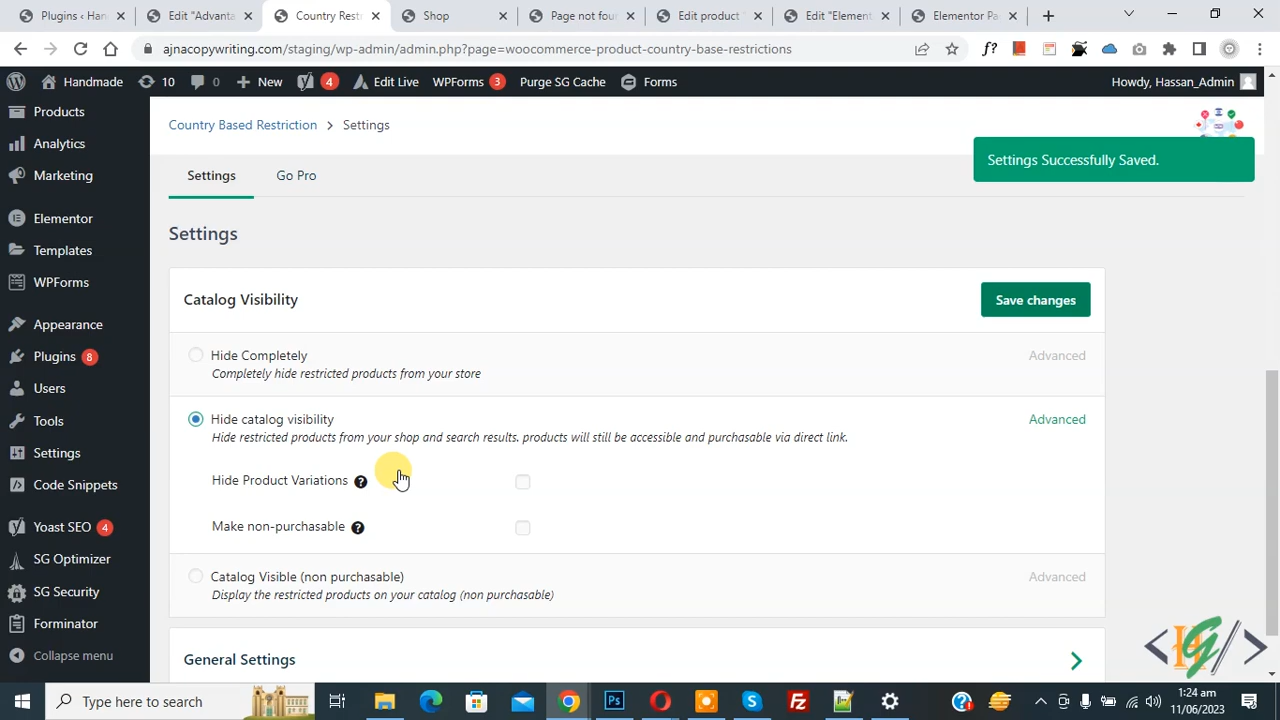 Plugins ‹ Han
Edit "Advanta
Country Rest
Shop
Page not fou
Edit product "
Edit "Element
Elementor Pa
ajnacopywriting.com/staging/wp-admin/admin.php?page=woocommerce-product-country-base-restrictions
f?
Handmade
10
0
New
4
Edit Live
WPForms
3
Purge SG Cache
Forms
Howdy, Hassan_Admin
Products
Analytics
Marketing
Elementor
Templates
WPForms
Appearance
Plugins 8
Users
Tools
Settings
Code Snippets
Yoast SEO 4
SG Optimizer
SG Security
Forminator
Collapse menu
Country Based Restriction > Settings
Settings Successfully Saved.
Settings
Go Pro
Settings
Catalog Visibility
Save changes
Hide Completely
Advanced
Completely hide restricted products from your store
Hide catalog visibility
Advanced
Hide restricted products from your shop and search results. products will still be accessible and purchasable via direct link.
Hide Product Variations ?
Make non-purchasable ?
Catalog Visible (non purchasable)
Advanced
Display the restricted products on your catalog (non purchasable)
General Settings
HG
Type here to search
1:24 am
11/06/2023